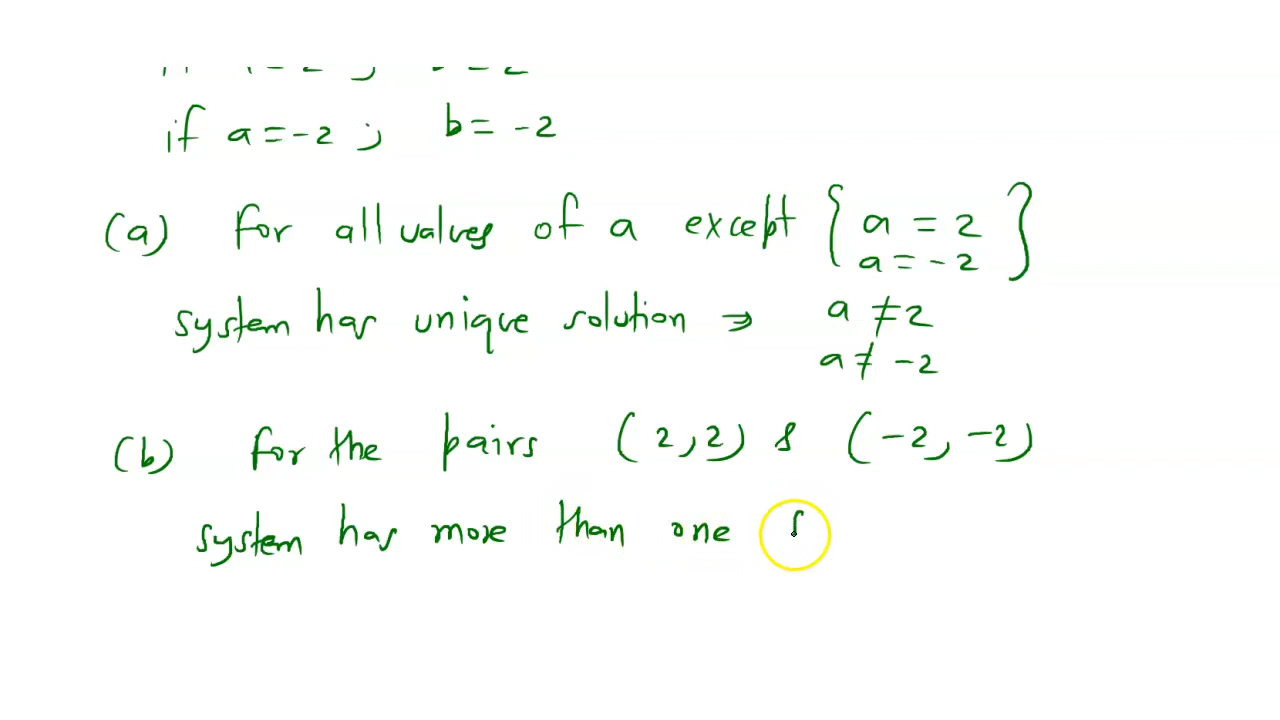 if a = -2 ; b = -2
(a) for all values of a except { a = 2
a = -2 }
system has unique solution ⇒ a ≠ 2
a ≠ -2
(b) for the pairs (2,2) & (-2,-2)
system has more than one